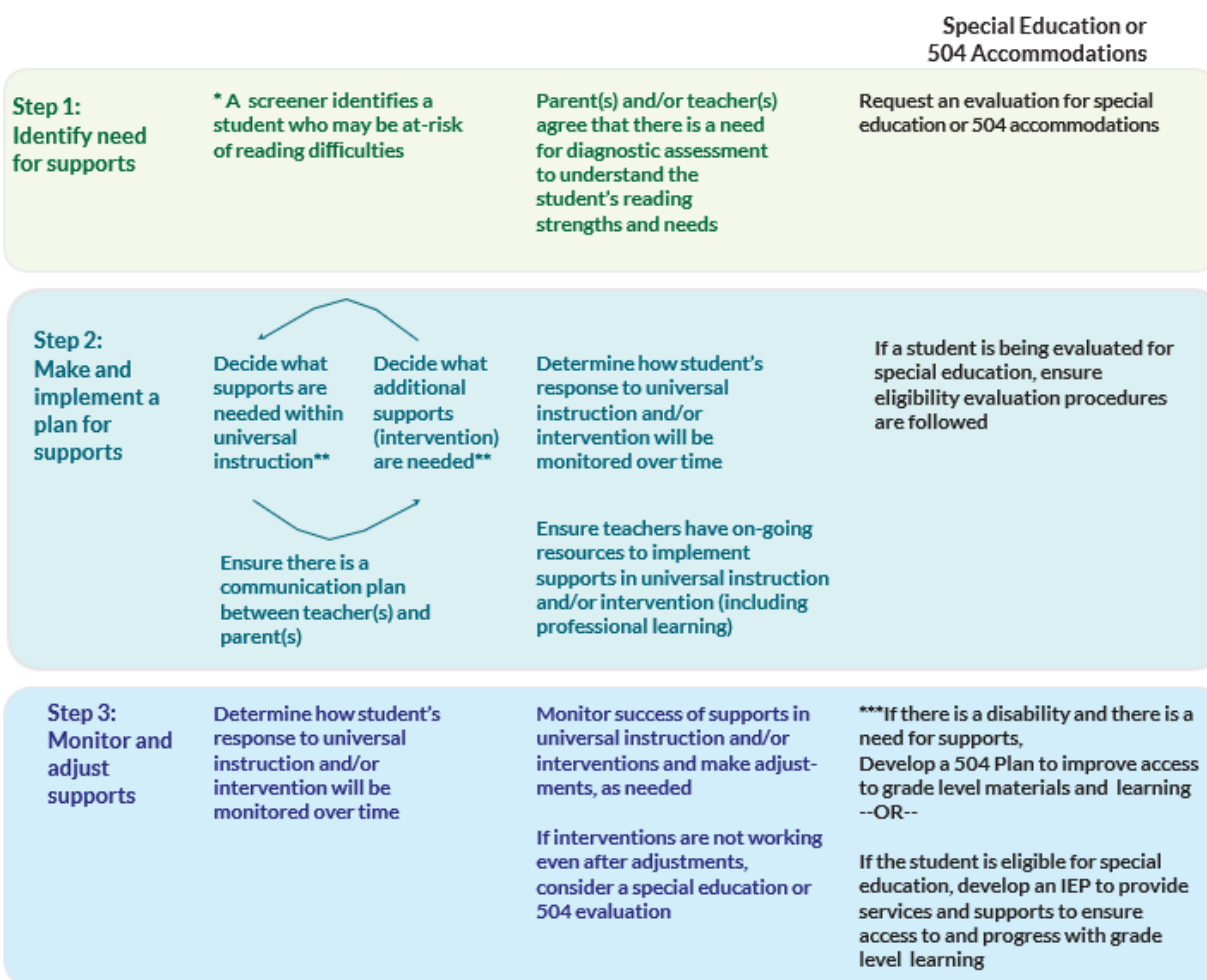 Special Education or
504 Accommodations
Step 1:
Identify need
for supports
* A screener identifies a
student who may be at-risk
of reading difficulties
Parent(s) and/or teacher(s)
agree that there is a need
for diagnostic assessment
to understand the
student's reading
strengths and needs
Request an evaluation for special
education or 504 accommodations
Step 2:
Make and
implement a
plan for
supports
Decide what
supports are
needed within
universal
instruction**
Decide what
additional
supports
(intervention)
are needed**
Ensure there is a
communication plan
between teacher(s) and
parent(s)
Determine how student's
response to universal
instruction and/or
intervention will be
monitored over time
Ensure teachers have on-going
resources to implement
supports in universal instruction
and/or intervention (including
professional learning)
If a student is being evaluated for
special education, ensure
eligibility evaluation procedures
are followed
Step 3:
Monitor and
adjust
supports
Determine how student's
response to universal
instruction and/or
intervention will be
monitored over time
Monitor success of supports in
universal instruction and/or
interventions and make adjust-
ments, as needed
If interventions are not working
even after adjustments,
consider a special education or
504 evaluation
***If there is a disability and there is a
need for supports,
Develop a 504 Plan to improve access
to grade level materials and learning
--OR--
If the student is eligible for special
education, develop an IEP to provide
services and supports to ensure
access to and progress with grade
level learning